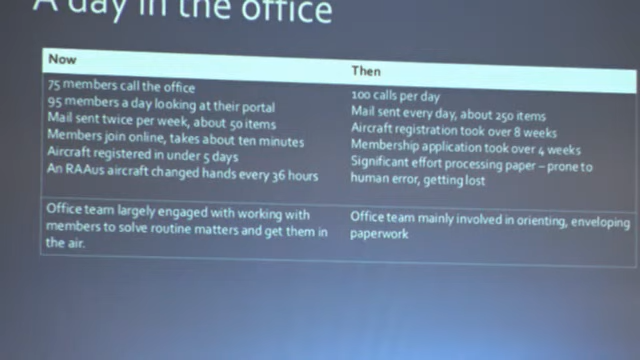 A day in the office
Now
Then
75 members call the office
95 members a day looking at their portal
Mail sent twice per week, about 50 items
Members join online, takes about ten minutes
Aircraft registered in under 5 days
An RAAus aircraft changed hands every 36 hours
100 calls per day
Mail sent every day, about 250 items
Aircraft registration took over 8 weeks
Membership application took over 4 weeks
Significant effort processing paper – prone to
human error, getting lost
Office team largely engaged with working with
members to solve routine matters and get them in
the air.
Office team mainly involved in orienting, enveloping
paperwork